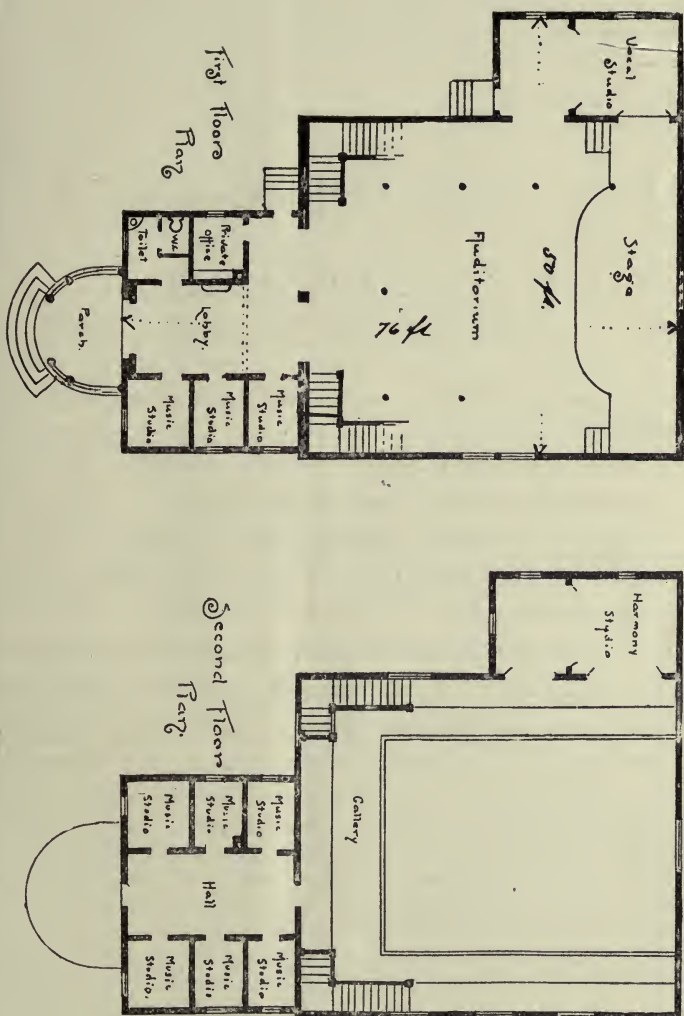 Vocal
Studio
Stage
50 ft.
Auditorium
76 ft
First Floor
Plan
Private
Office
W.C.
Toilet
Lobby.
Music
Studio
Music
Studio
Music
Studio
Porch.
Harmony
Studio
Gallery
Second Floor
Plan.
Music
Studio
Music
Studio
Music
Studio
Hall
Music
Studio
Music
Studio
Music
Studio.